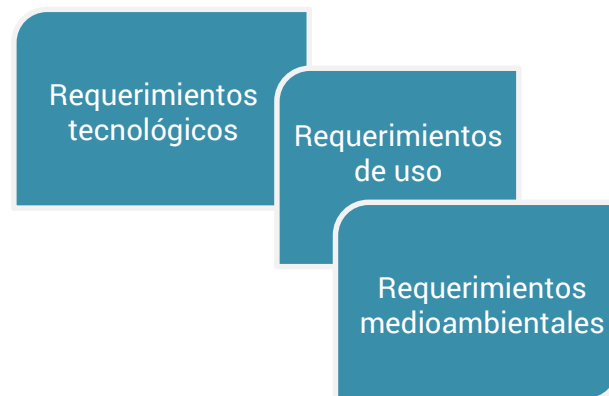 Requerimientos
tecnológicos
Requerimientos
de uso
Requerimientos
medioambientales